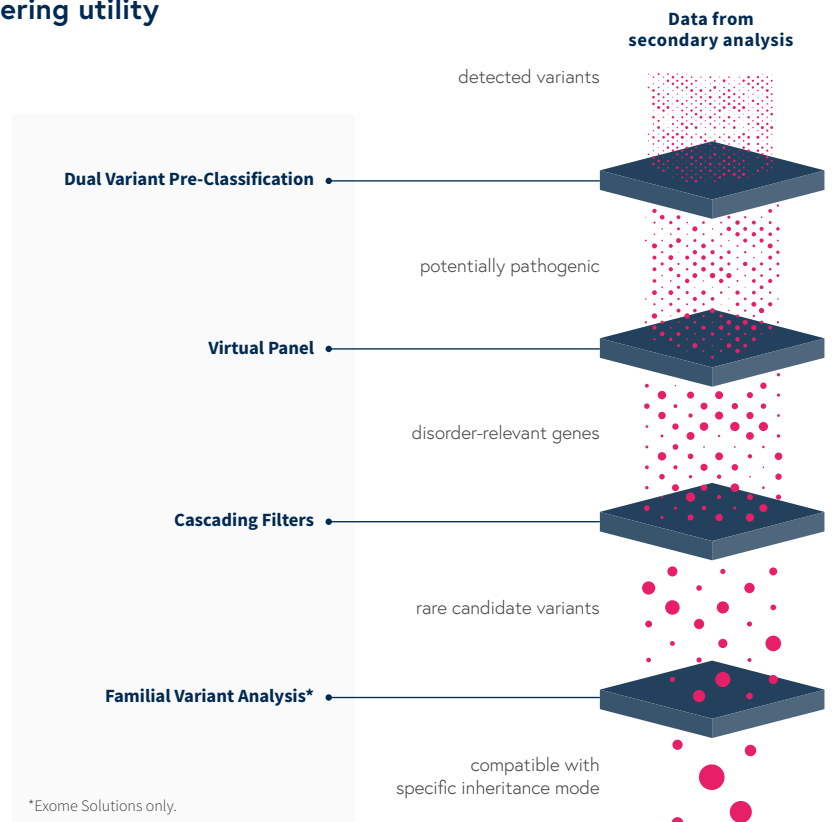 ering utility
Data from
secondary analysis
detected variants
Dual Variant Pre-Classification
potentially pathogenic
Virtual Panel
disorder-relevant genes
Cascading Filters
rare candidate variants
Familial Variant Analysis*
compatible with
specific inheritance mode
*Exome Solutions only.